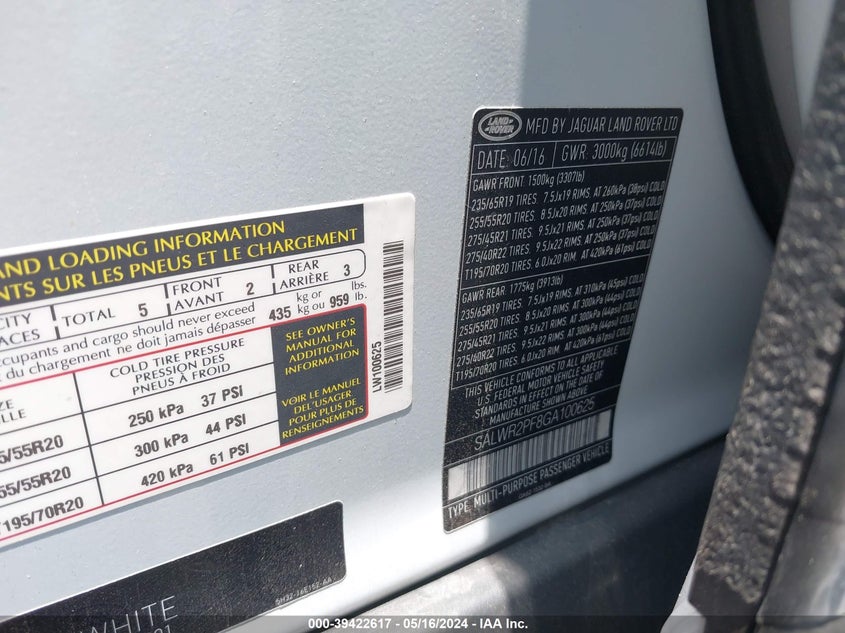 AND LOADING INFORMATION
ENTS SUR LES PNEUS ET LE CHARGEMENT
CITY
ACES
TOTAL 5
FRONT
AVANT 2
REAR
ARRIÈRE 3
ccupants and cargo should never exceed
du chargement ne doit jamais dépasser
435 kg or
kg ou 959 lbs.
lb.
ZE
ILLE
COLD TIRE PRESSURE
PRESSION DES
PNEUS À FROID
5/55R20 250 kPa 37 PSI
55/55R20 300 kPa 44 PSI
T195/70R20 420 kPa 61 PSI
SEE OWNER'S
MANUAL FOR
ADDITIONAL
INFORMATION
VOIR LE MANUEL
DEL'USAGER
POUR PLUS DE
RENSEIGNEMENTS
LW100625
LAND
ROVER
MFD BY JAGUAR LAND ROVER LTD
DATE: 06/16 GWR: 3000kg (6614lb)
GAWR FRONT: 1500kg (3307lb)
235/65R19 TIRES. 7.5Jx19 RIMS. AT 260kPa (38psi) COLD
255/55R20 TIRES. 8.5Jx20 RIMS. AT 250kPa (37psi) COLD
275/45R21 TIRES. 9.5Jx21 RIMS. AT 250kPa (37psi) COLD
275/40R22 TIRES. 9.5Jx22 RIMS. AT 250kPa (37psi) COLD
T195/70R20 TIRES. 6.0Jx20 RIM. AT 420kPa (61psi) COLD
GAWR REAR: 1775kg (3913lb)
235/65R19 TIRES. 7.5Jx19 RIMS. AT 310kPa (45psi) COLD
255/55R20 TIRES. 8.5Jx20 RIMS. AT 300kPa (44psi) COLD
275/45R21 TIRES. 9.5Jx21 RIMS. AT 300kPa (44psi) COLD
275/40R22 TIRES. 9.5Jx22 RIMS. AT 300kPa (44psi) COLD
T195/70R20 TIRES. 6.0Jx20 RIM. AT 420kPa (61psi) COLD
THIS VEHICLE CONFORMS TO ALL APPLICABLE
U.S. FEDERAL MOTOR VEHICLE SAFETY
STANDARDS IN EFFECT ON THE DATE OF
MANUFACTURE SHOWN ABOVE
SALWR2PF8GA100625
TYPE: MULTI-PURPOSE PASSENGER VEHICLE
WHITE
000-39422617 - 05/16/2024 - IAA Inc.